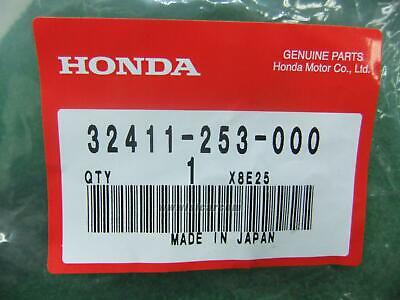 HONDA
GENUINE PARTS
Honda Motor Co., Ltd.
32411-253-000
QTY 1 X8E25
MADE IN JAPAN